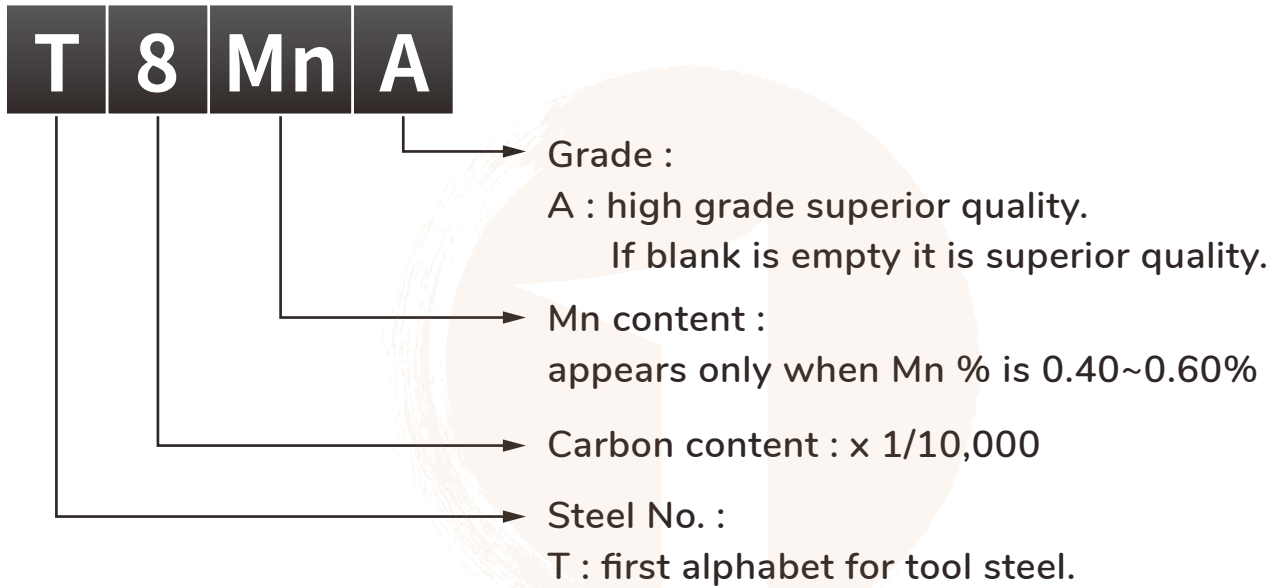 T 8 Mn A
Grade :
A : high grade superior quality.
If blank is empty it is superior quality.
Mn content :
appears only when Mn % is 0.40~0.60%
Carbon content : x 1/10,000
Steel No. :
T : first alphabet for tool steel.